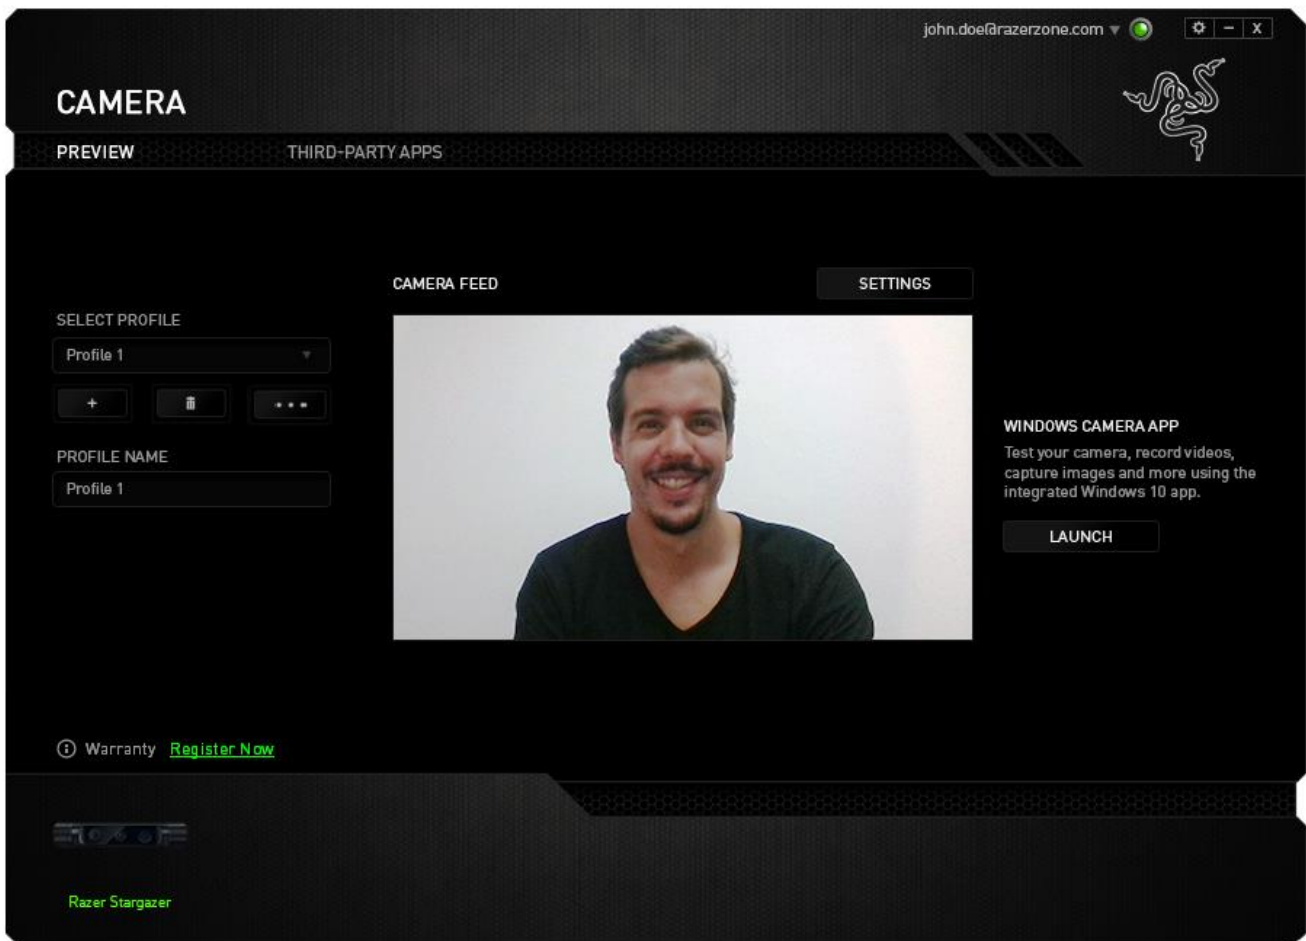 john.doe@razerzone.com
CAMERA
PREVIEW
THIRD-PARTY APPS
CAMERA FEED
SETTINGS
SELECT PROFILE
Profile 1
PROFILE NAME
Profile 1
WINDOWS CAMERA APP
Test your camera, record videos,
capture images and more using the
integrated Windows 10 app.
LAUNCH
Warranty Register Now
Razer Stargazer